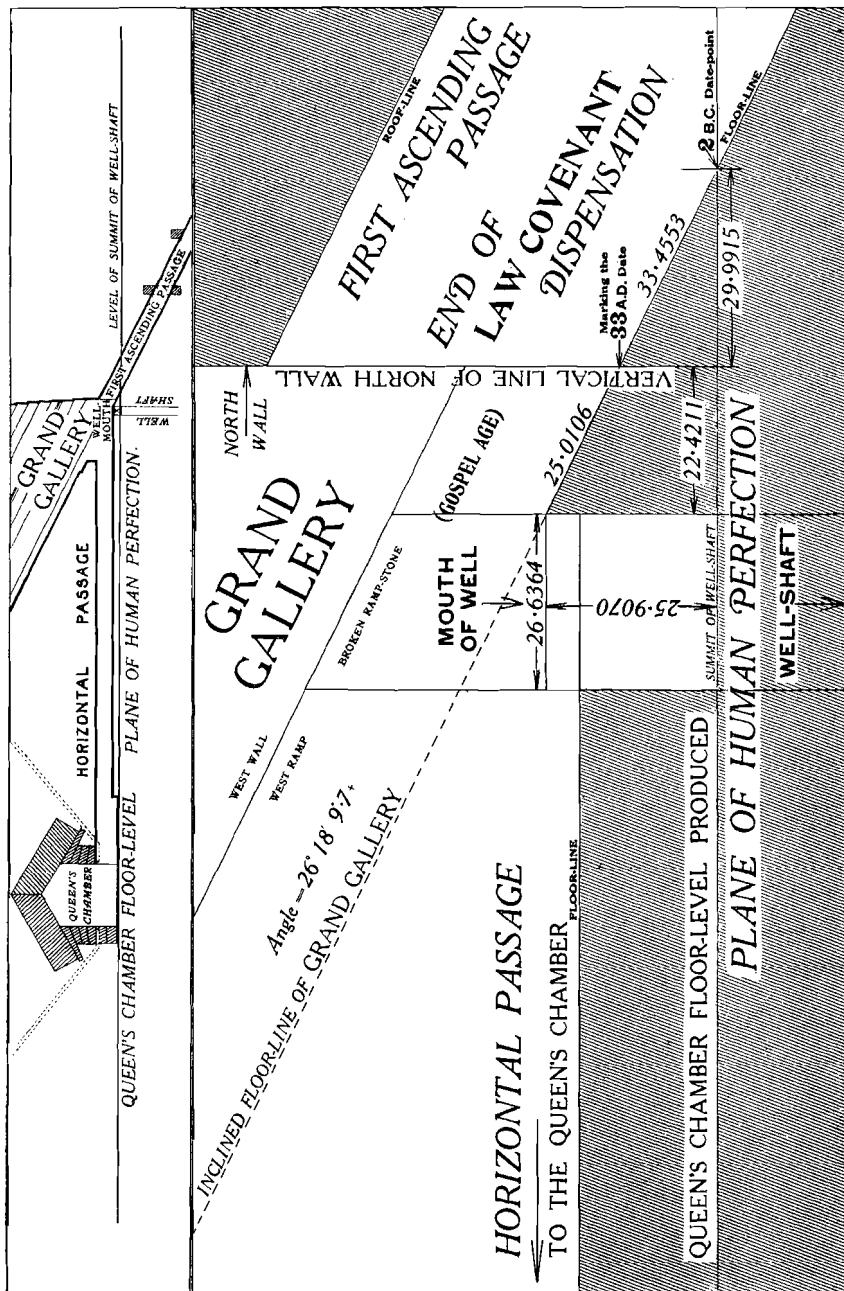 GRAND
GALLERY
LEVEL OF SUMMIT OF WELL-SHAFT
HORIZONTAL PASSAGE
WELL
MOUTH
FIRST ASCENDING PASSAGE
WELL
SHAFT
QUEEN'S
CHAMBER
QUEEN'S CHAMBER FLOOR-LEVEL PLANE OF HUMAN PERFECTION.
ROOF-LINE
FIRST ASCENDING
PASSAGE
NORTH
WALL
GRAND
GALLERY
END OF
LAW COVENANT
DISPENSATION
WEST WALL
WEST RAMP
BROKEN RAMP-STONE
VERTICAL LINE OF NORTH WALL
(GOSPEL AGE)
Marking the
33 A.D. Date
Angle = 26° 18' 9"·7 +
INCLINED FLOOR-LINE OF GRAND GALLERY
MOUTH
OF WELL
25·0106
33·4553
2 B.C. Date-point
FLOOR-LINE
26·6364
HORIZONTAL PASSAGE
TO THE QUEEN'S CHAMBER
FLOOR-LINE
25·9070
22·4211
29·9915
SUMMIT OF WELL-SHAFT
QUEEN'S CHAMBER FLOOR-LEVEL PRODUCED
PLANE OF HUMAN PERFECTION
WELL-SHAFT